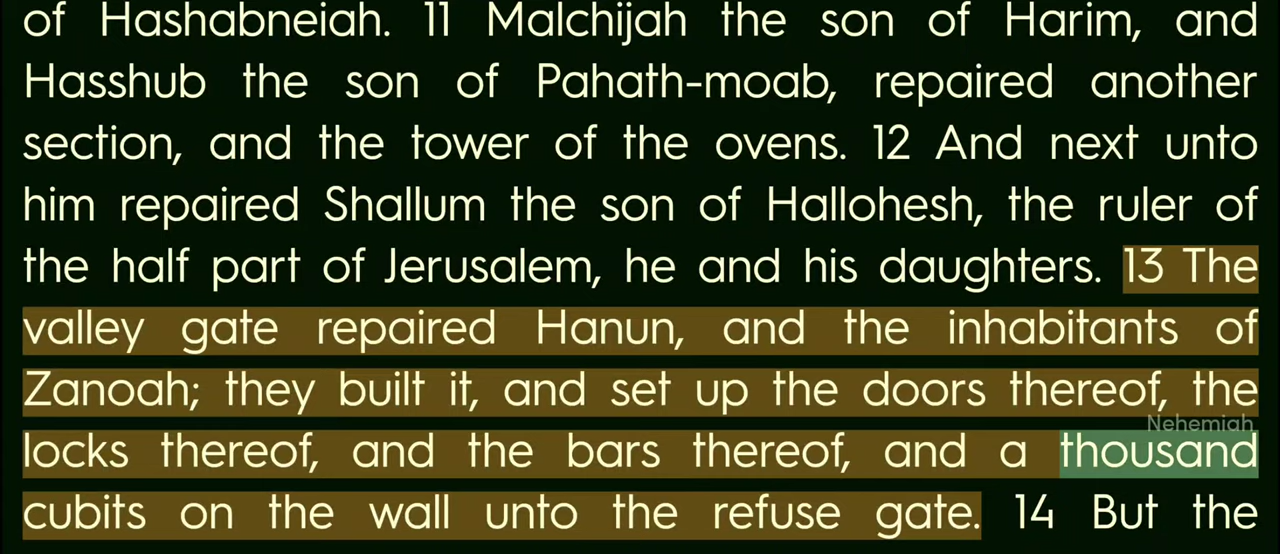 of Hashabneiah. 11 Malchijah the son of Harim, and
Hasshub the son of Pahath-moab, repaired another
section, and the tower of the ovens. 12 And next unto
him repaired Shallum the son of Hallohesh, the ruler of
the half part of Jerusalem, he and his daughters. 13 The
valley gate repaired Hanun, and the inhabitants of
Zanoah; they built it, and set up the doors thereof, the
Nehemiah
locks thereof, and the bars thereof, and a thousand
cubits on the wall unto the refuse gate. 14 But the